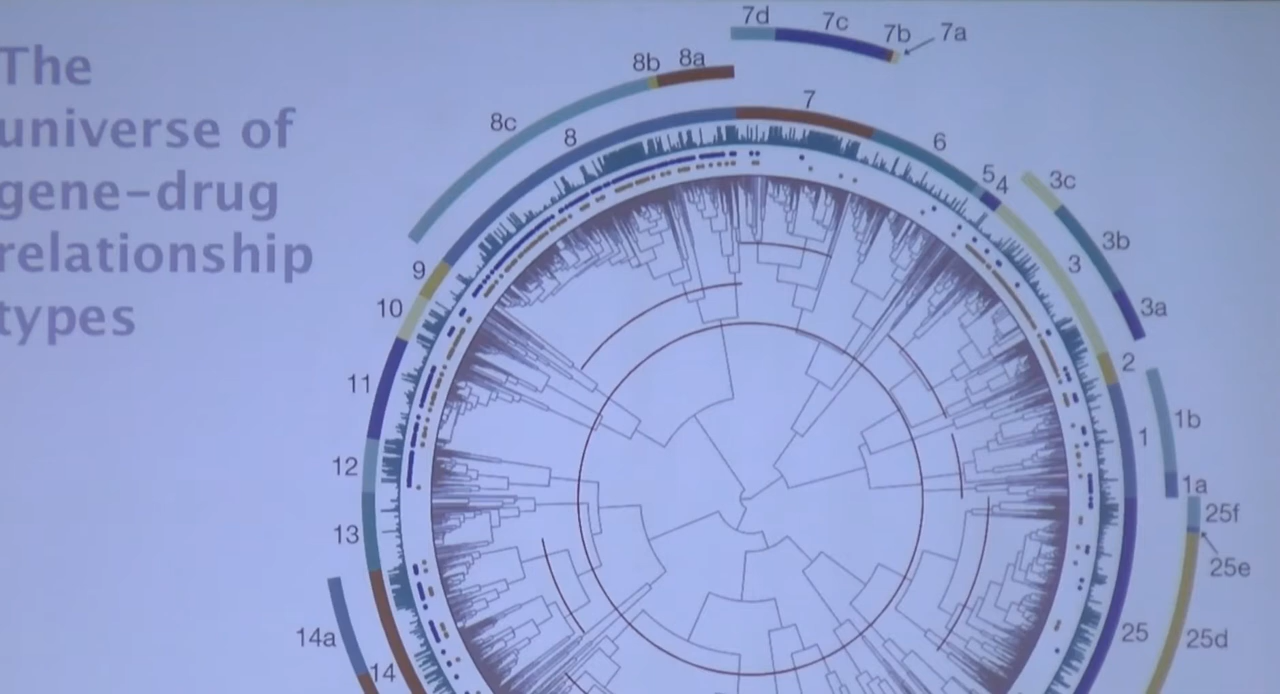 The
universe of
gene-drug
relationship
types
7d
7c
7b
7a
8b
8a
8c
8
7
6
5
4
3c
3b
3
3a
9
10
2
11
1
1b
12
1a
25f
13
25e
14a
25
25d
14